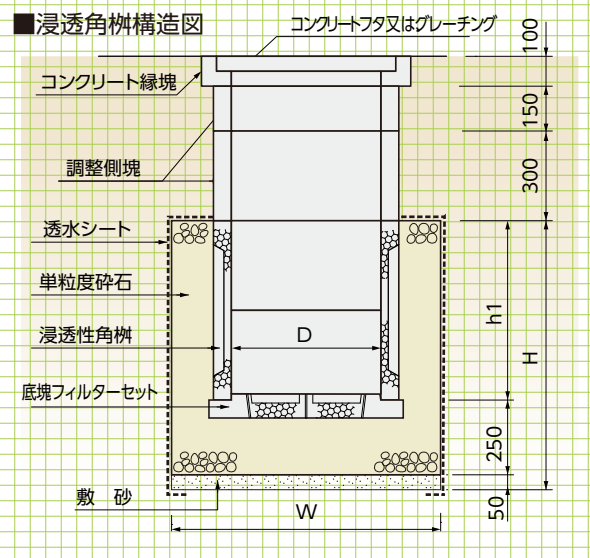 ■浸透角桝構造図
コンクリートフタ又はグレーチング
コンクリート縁塊
調整側塊
透水シート
単粒度砕石
浸透性角桝
底塊フィルターセット
敷 砂
D
W
100
150
300
h1
H
250
50